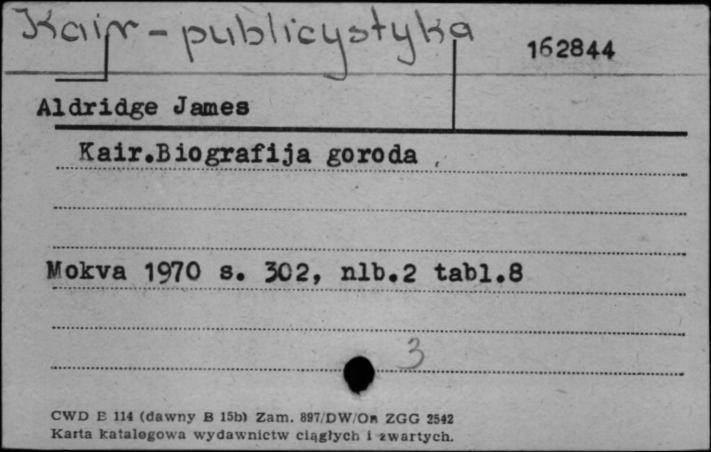 Kair - publicystyka
162844
Aldridge James
Kair.Biografija goroda
Mokva 1970 s. 302, nlb.2 tabl.8
3
CWD E 114 (dawny B 15b) Zam. 897/DW/On ZGG 2542
Karta katalogowa wydawnictw ciągłych i zwartych.